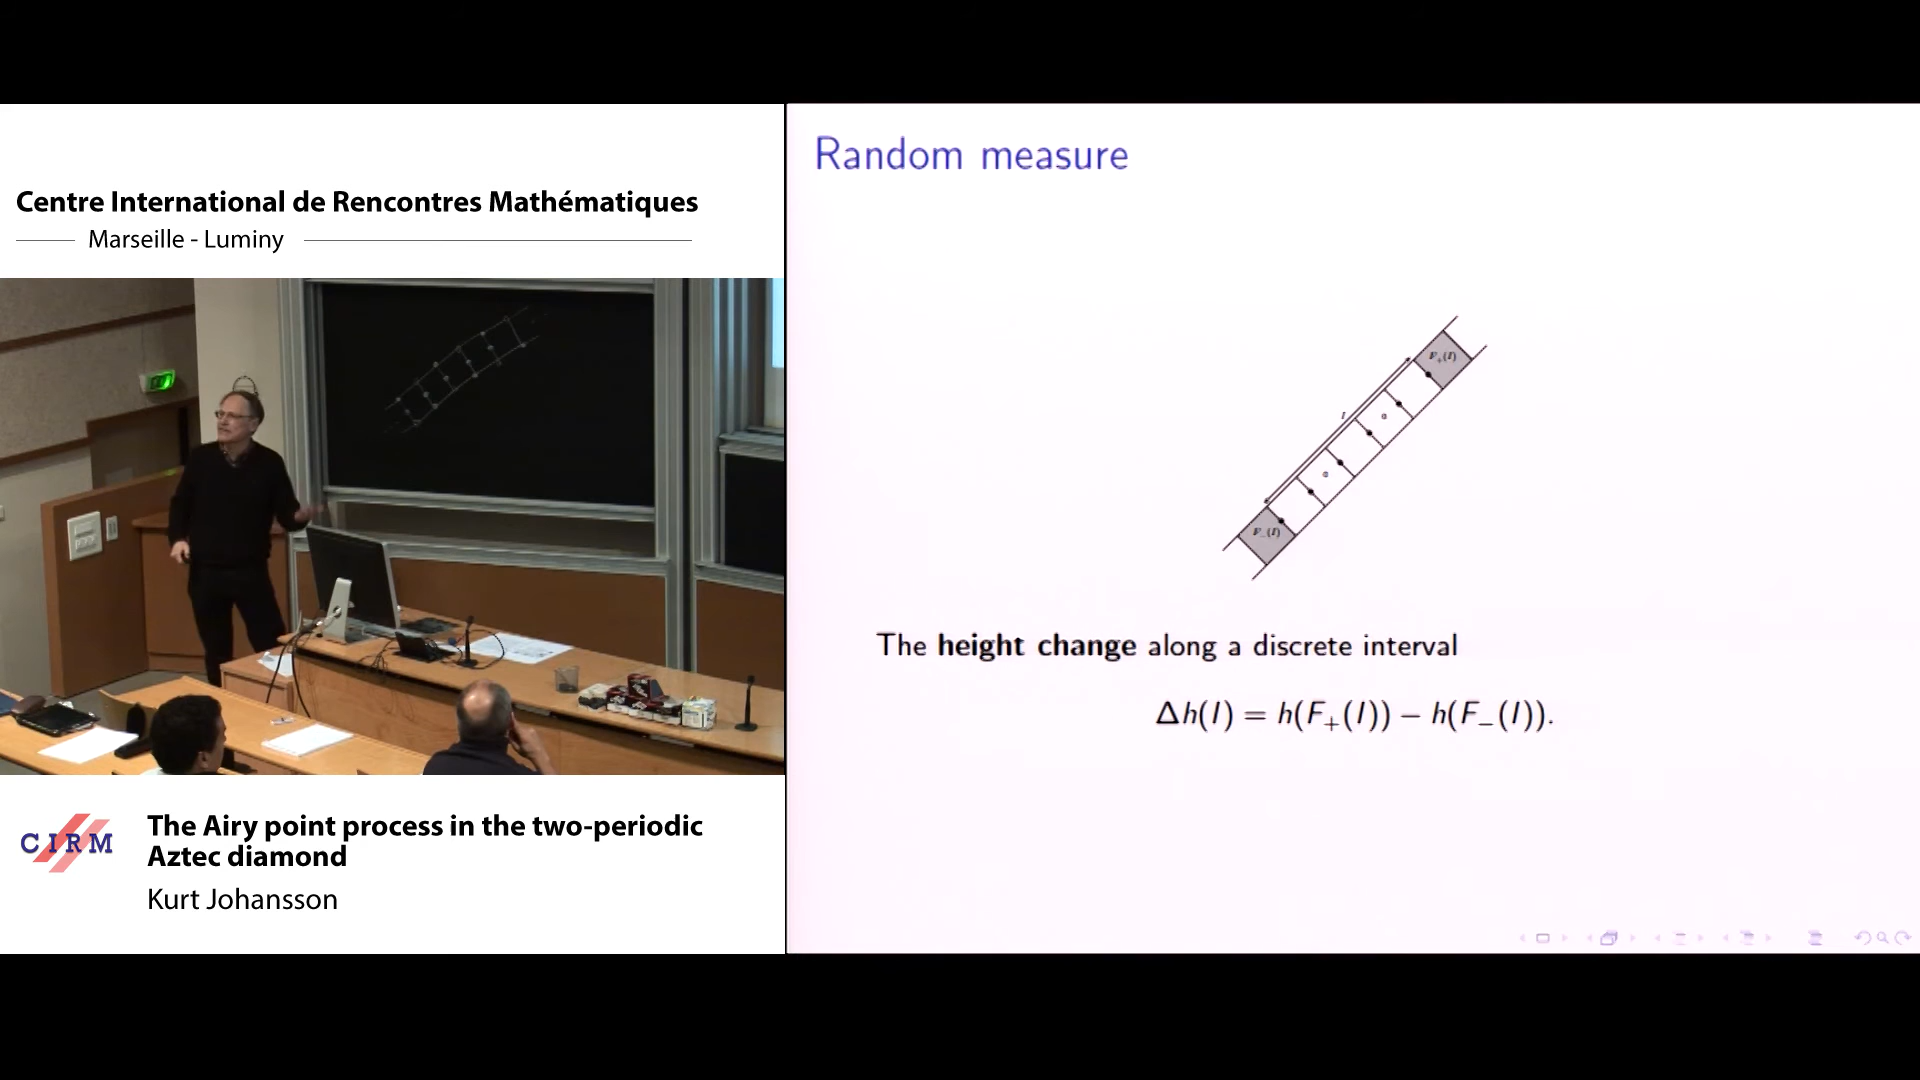 Centre International de Rencontres Mathématiques
Marseille - Luminy
CIRM
The Airy point process in the two-periodic
Aztec diamond
Kurt Johansson
Random measure
F₊(I)
I
a
a
F₋(I)
The height change along a discrete interval
Δh(I) = h(F₊(I)) − h(F₋(I)).